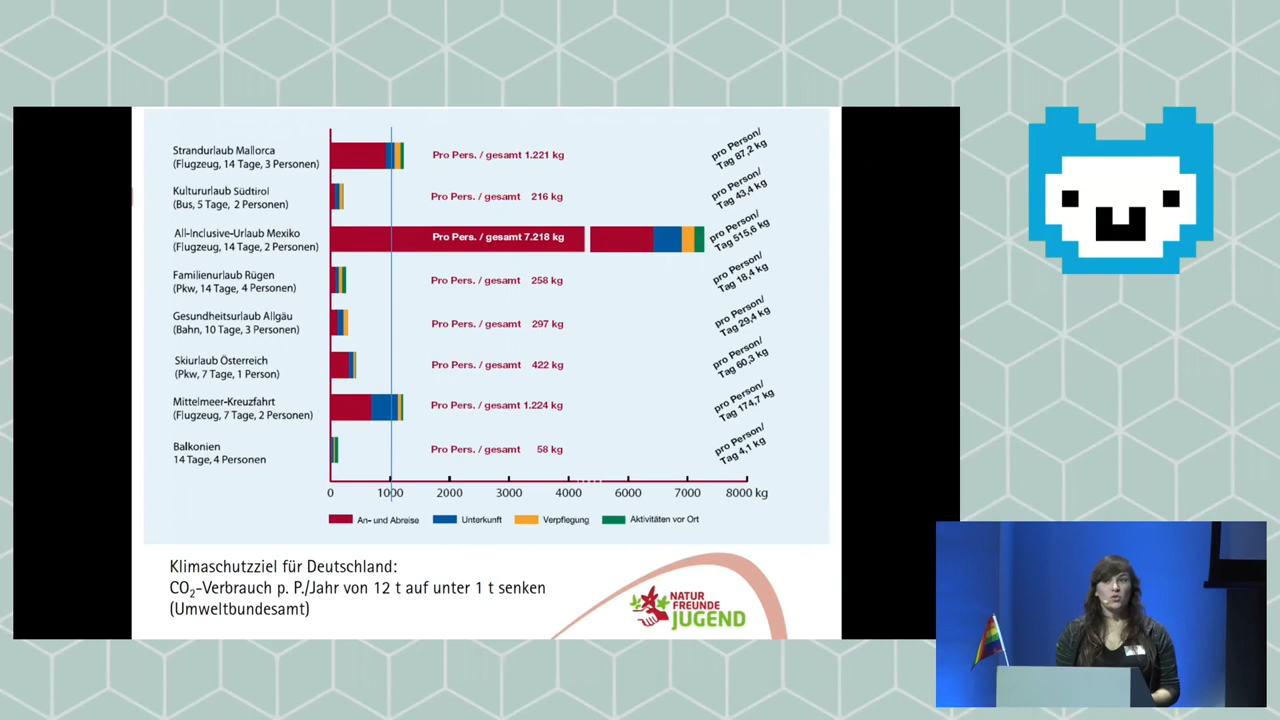 Strandurlaub Mallorca
(Flugzeug, 14 Tage, 3 Personen)
Pro Pers. / gesamt 1.221 kg
pro Person/
Tag 87,2 kg
Kultururlaub Südtirol
(Bus, 5 Tage, 2 Personen)
Pro Pers. / gesamt 216 kg
pro Person/
Tag 43,4 kg
All-Inclusive-Urlaub Mexiko
(Flugzeug, 14 Tage, 2 Personen)
Pro Pers. / gesamt 7.218 kg
pro Person/
Tag 515,6 kg
Familienurlaub Rügen
(Pkw, 14 Tage, 4 Personen)
Pro Pers. / gesamt 258 kg
pro Person/
Tag 18,4 kg
Gesundheitsurlaub Allgäu
(Bahn, 10 Tage, 3 Personen)
Pro Pers. / gesamt 297 kg
pro Person/
Tag 29,4 kg
Skiurlaub Österreich
(Pkw, 7 Tage, 1 Person)
Pro Pers. / gesamt 422 kg
pro Person/
Tag 60,3 kg
Mittelmeer-Kreuzfahrt
(Flugzeug, 7 Tage, 2 Personen)
Pro Pers. / gesamt 1.224 kg
pro Person/
Tag 174,7 kg
Balkonien
14 Tage, 4 Personen
Pro Pers. / gesamt 58 kg
pro Person/
Tag 4,1 kg
0 1000 2000 3000 4000 6000 7000 8000 kg
An- und Abreise Unterkunft Verpflegung Aktivitäten vor Ort
Klimaschutzziel für Deutschland:
CO₂-Verbrauch p. P./Jahr von 12 t auf unter 1 t senken
(Umweltbundesamt)
NATUR
FREUNDE
JUGEND